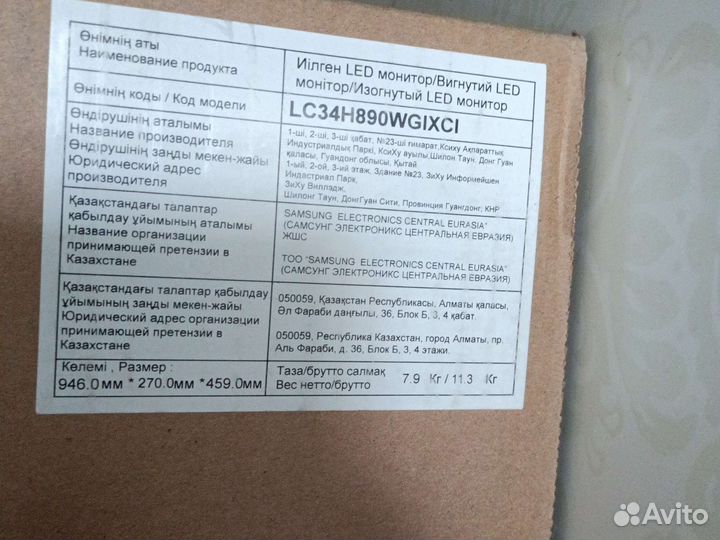 Өнімнің аты
Наименование продукта
Иілген LED монитор/Вигнутий LED
монітор/Изогнутый LED монитор
Өнімнің коды / Код модели
LC34H890WGIXCI
Өндірушінің аталымы
Название производителя
Өндірушінің заңды мекен-жайы
Юридический адрес
производителя
1-ші, 2-ші, 3-ші қабат, №23-ші ғимарат,Ксиху Ақпараттық
Индустриалдық Паркі, КсиХу ауылы,Шилон Таун, Донг Гуан
қаласы, Гуандонг облысы, Қытай
1-ый, 2-ой, 3-ий этаж, Здание №23, ЗиХу Информейшен
Индастриал Парк,
ЗиХу Виллэдж,
Шилонг Таун, ДонгГуан Сити, Провинция Гуангдонг, КНР
Қазақстандағы талаптар
қабылдау ұйымының аталымы
Название организации
принимающей претензии в
Казахстане
SAMSUNG ELECTRONICS CENTRAL EURASIA"
(САМСУНГ ЭЛЕКТРОНИКС ЦЕНТРАЛЬНАЯ ЕВРАЗИЯ)
ЖШС
ТОО "SAMSUNG ELECTRONICS CENTRAL EURASIA"
(САМСУНГ ЭЛЕКТРОНИКС ЦЕНТРАЛЬНАЯ ЕВРАЗИЯ)
Қазақстандағы талаптар қабылдау
ұйымының заңды мекен-жайы
Юридический адрес организации
принимающей претензии в
Казахстане
050059, Қазақстан Республикасы, Алматы қаласы,
Әл Фараби даңғылы, 36, Блок Б, 3, 4 қабат.
050059, Республика Казахстан, город Алматы, пр.
Аль Фараби, д. 36, Блок Б, 3, 4 этажи.
Көлемі , Размер :
946.0мм * 270.0мм *459.0мм
Таза/брутто салмақ
Вес нетто/брутто
7.9 Кг / 11.3 Кг
Avito